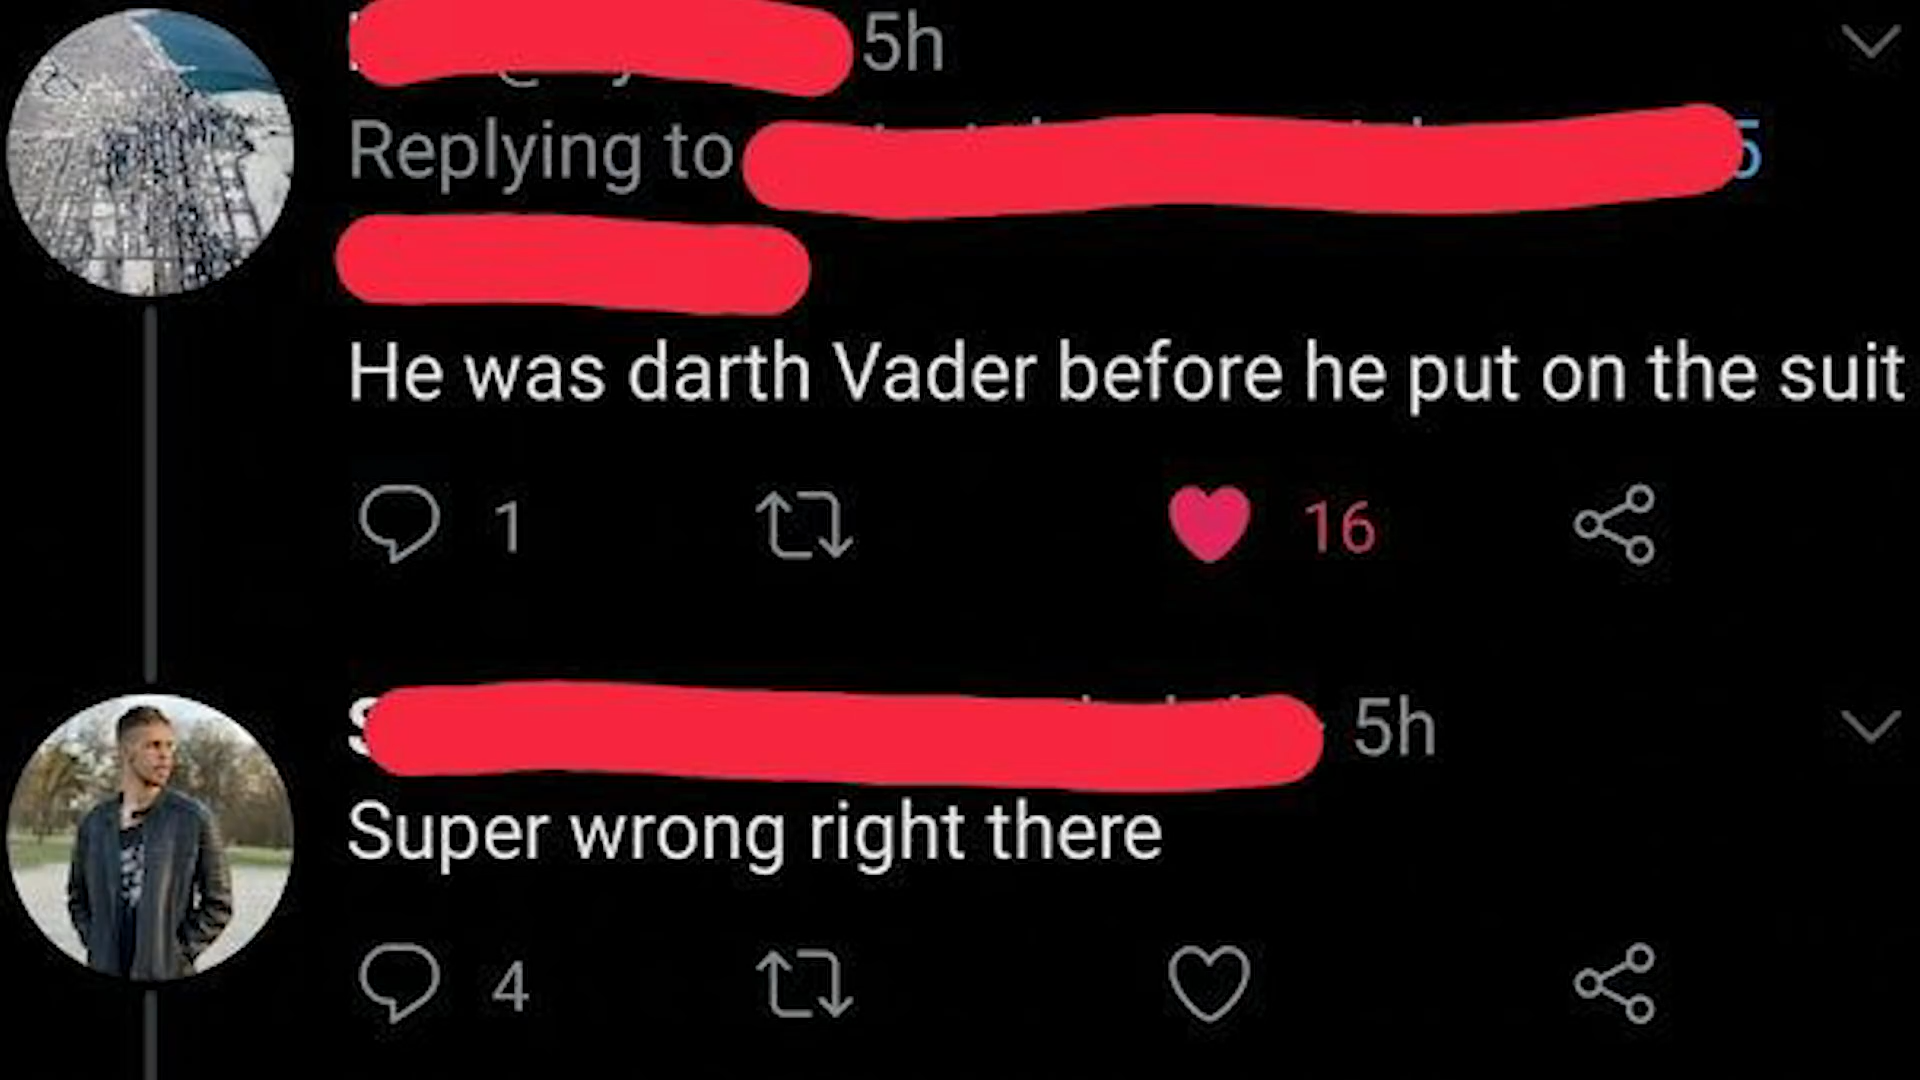 5h
Replying to
He was darth Vader before he put on the suit
1 16
5h
Super wrong right there
4